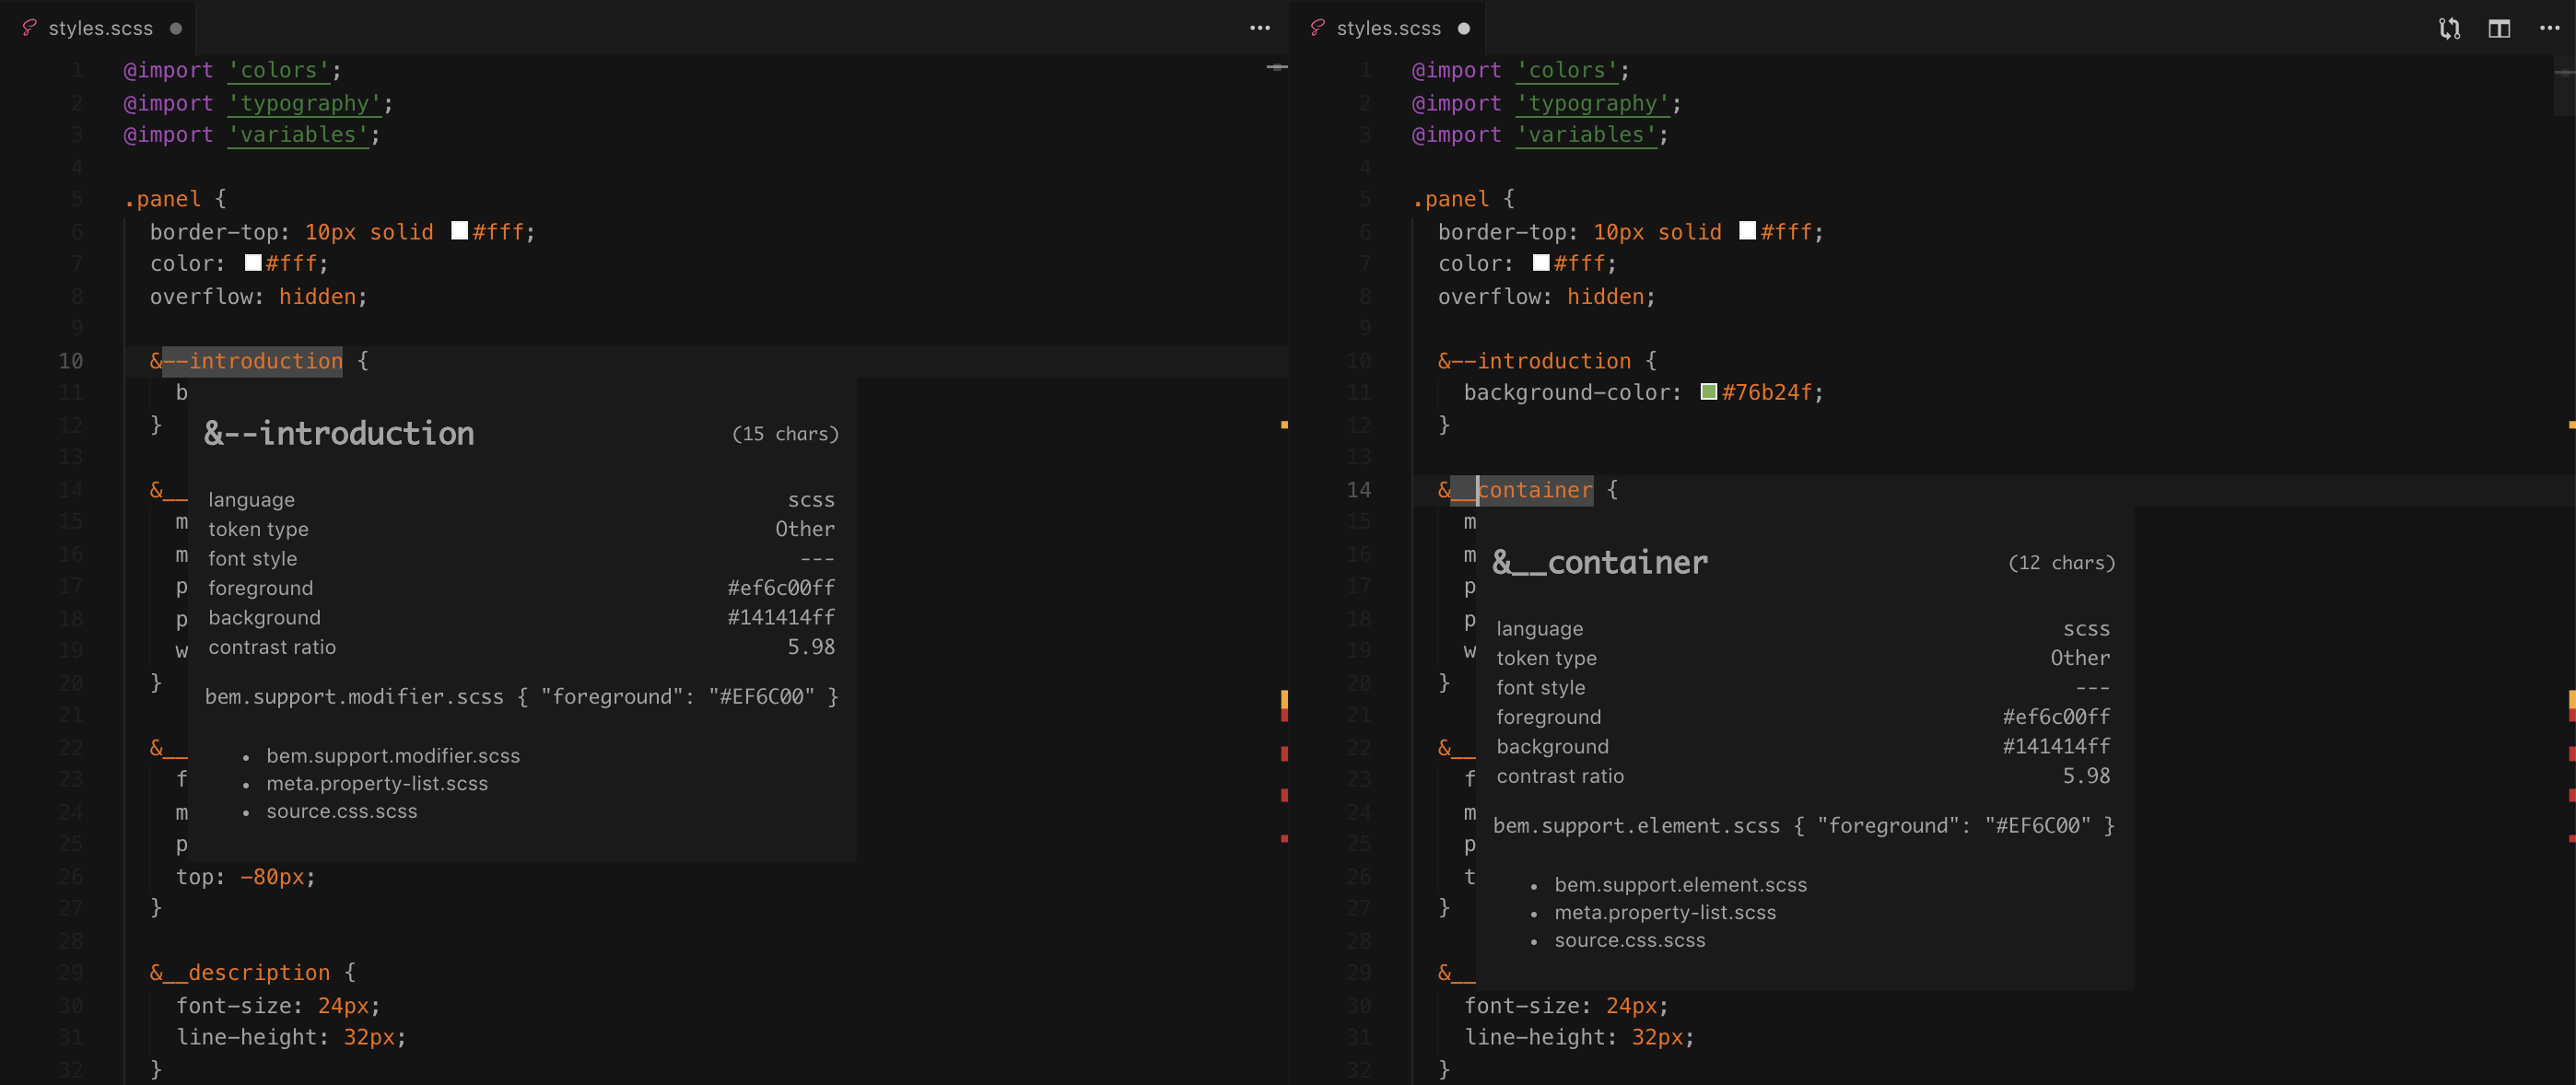 styles.scss
1 @import 'colors';
2 @import 'typography';
3 @import 'variables';
4
5 .panel {
6 border-top: 10px solid #fff;
7 color: #fff;
8 overflow: hidden;
9
10 &--introduction {
11 b
12 }
13
14 &__
15 m
16 m
17 p
18 p
19 w
20 }
21
22 &__
23 f
24 m
25 p
26 top: -80px;
27 }
28
29 &__description {
30 font-size: 24px;
31 line-height: 32px;
32 }
&--introduction (15 chars)
language scss
token type Other
font style ---
foreground #ef6c00ff
background #141414ff
contrast ratio 5.98
bem.support.modifier.scss { "foreground": "#EF6C00" }
• bem.support.modifier.scss
• meta.property-list.scss
• source.css.scss
styles.scss
1 @import 'colors';
2 @import 'typography';
3 @import 'variables';
4
5 .panel {
6 border-top: 10px solid #fff;
7 color: #fff;
8 overflow: hidden;
9
10 &--introduction {
11 background-color: #76b24f;
12 }
13
14 &__container {
15 m
16 m
17 p
18 p
19 w
20 }
21
22 &__
23 f
24 m
25 p
26 t
27 }
28
29 &__
30 font-size: 24px;
31 line-height: 32px;
32 }
&__container (12 chars)
language scss
token type Other
font style ---
foreground #ef6c00ff
background #141414ff
contrast ratio 5.98
bem.support.element.scss { "foreground": "#EF6C00" }
• bem.support.element.scss
• meta.property-list.scss
• source.css.scss